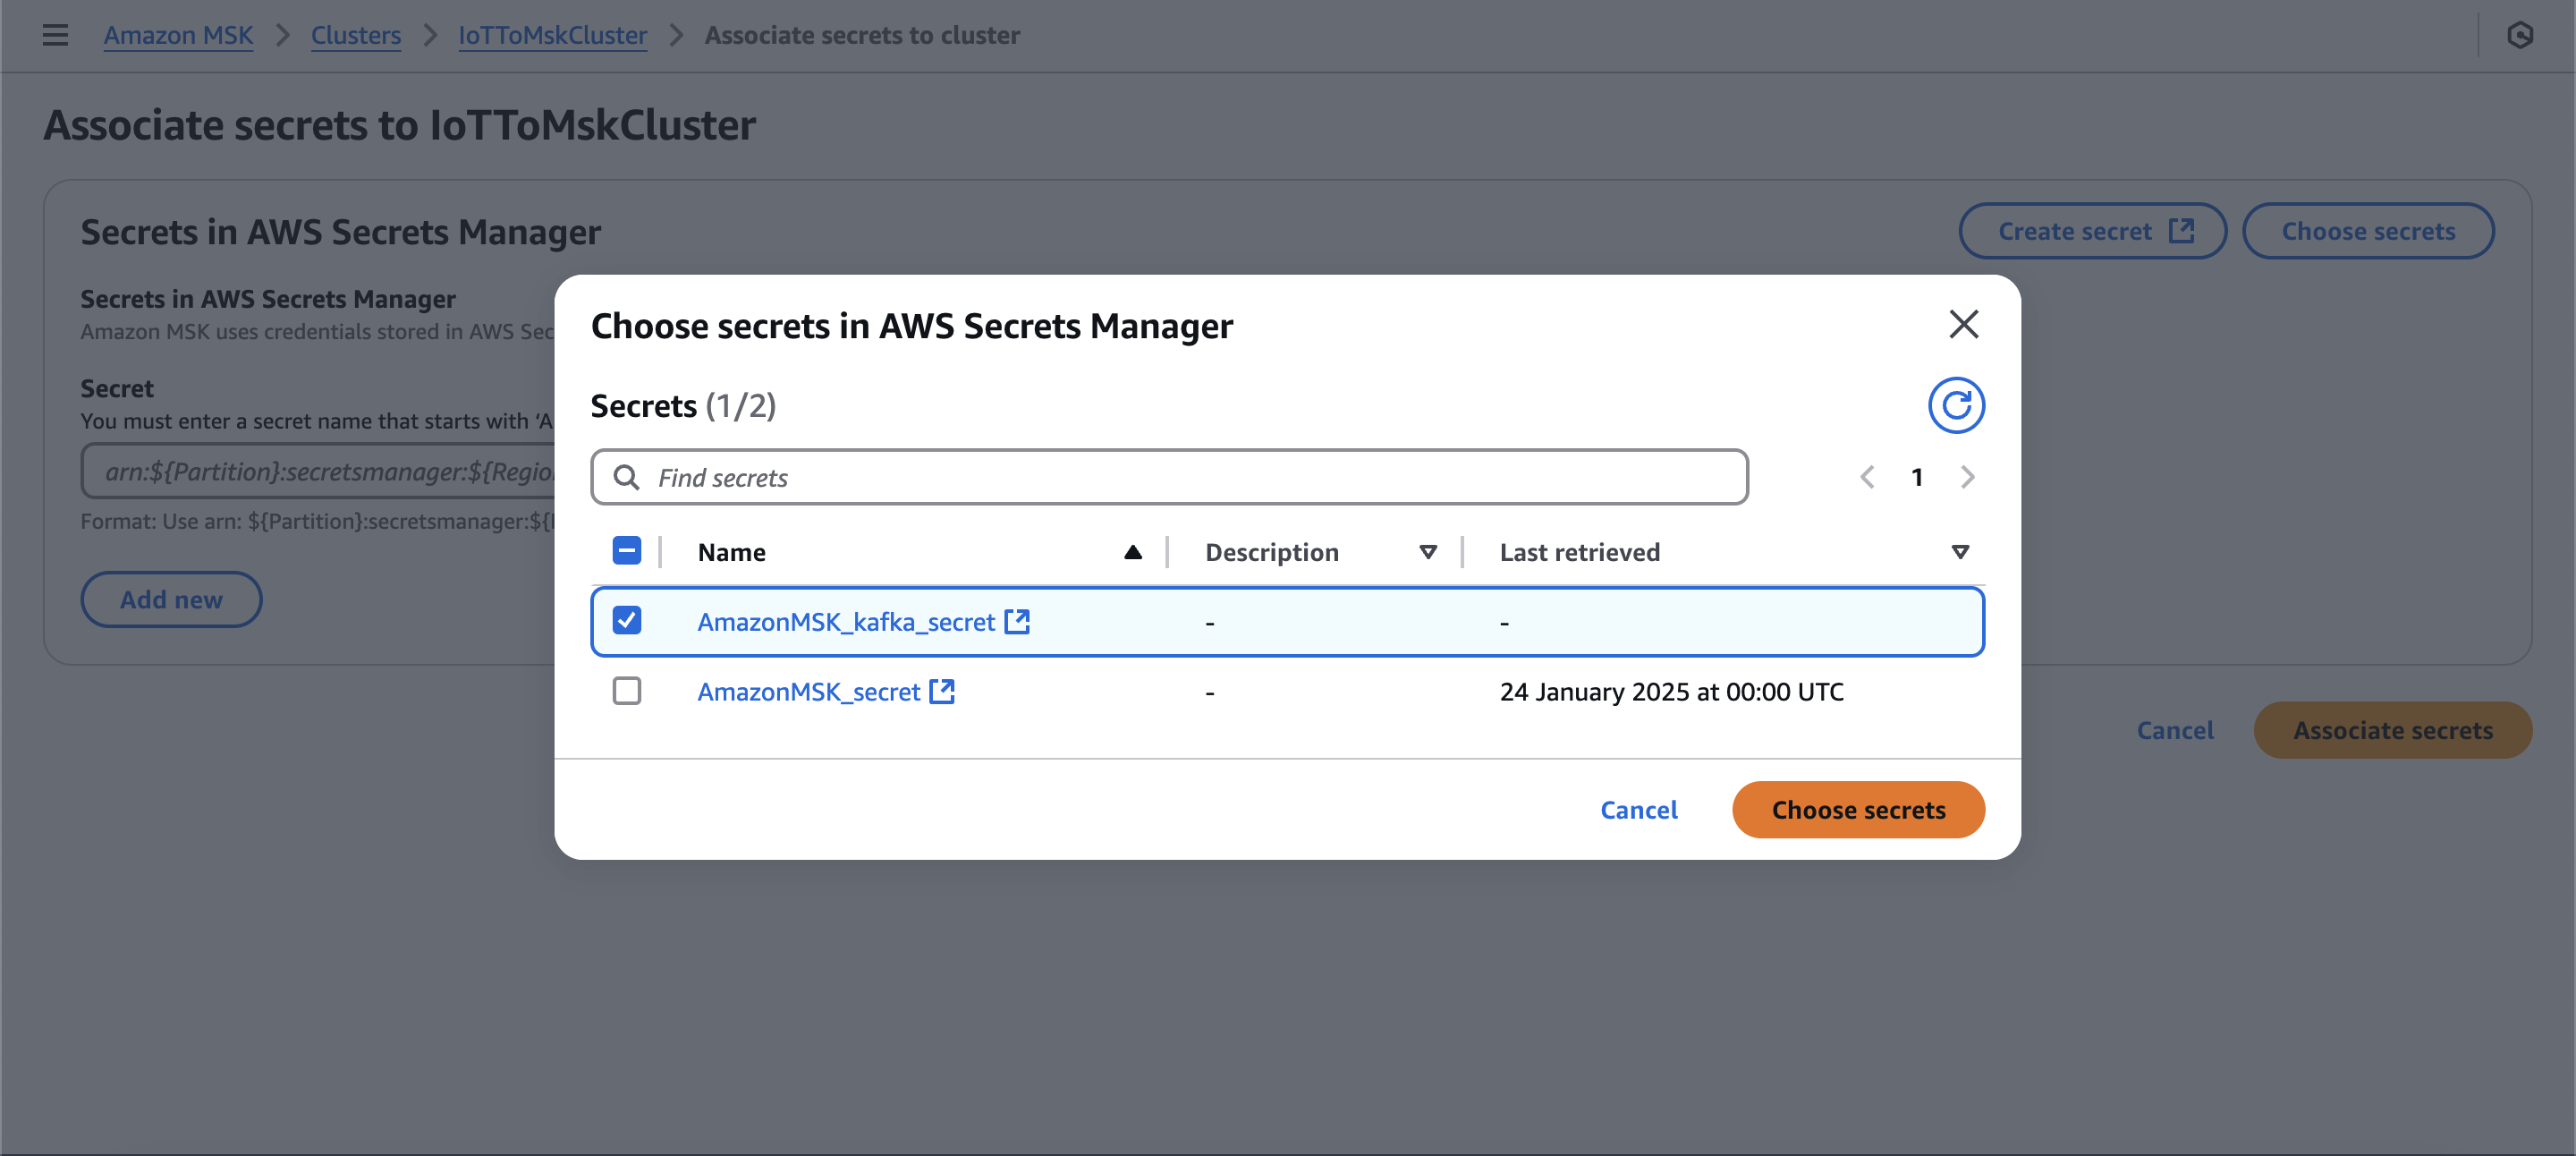 Amazon MSK > Clusters > IoTToMskCluster > Associate secrets to cluster
Associate secrets to IoTToMskCluster
Secrets in AWS Secrets Manager
Create secret
Choose secrets
Secrets in AWS Secrets Manager
Amazon MSK uses credentials stored in AWS Sec
Secret
You must enter a secret name that starts with ‘A
arn:${Partition}:secretsmanager:${Regio
Format: Use arn: ${Partition}:secretsmanager:${
Add new
Cancel
Associate secrets
Choose secrets in AWS Secrets Manager
Secrets (1/2)
Find secrets
1
Name Description Last retrieved
AmazonMSK_kafka_secret - -
AmazonMSK_secret - 24 January 2025 at 00:00 UTC
Cancel
Choose secrets